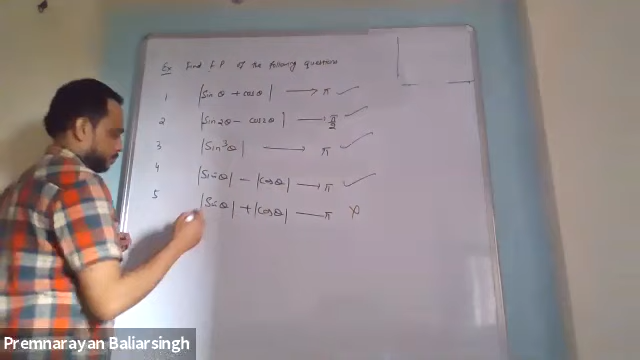 Ex Find F.P of the following questions
1 |Sin θ + cos θ| → π ✓
2 |Sin 2θ - cos 2θ| → π/2 ✓
3 |Sin³θ| → π ✓
4 |Sin θ| - |cos θ| → π ✓
5 |Sin θ| + |cos θ| → π ✗
Premnarayan Baliarsingh